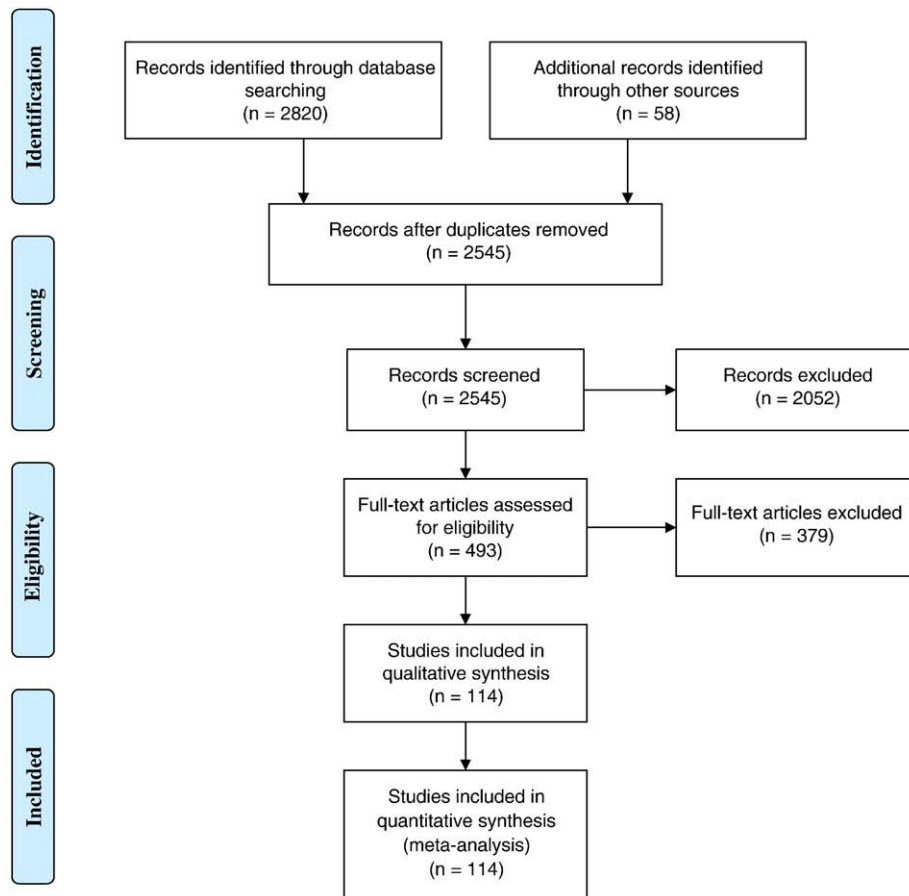 Identification
Records identified through database
searching
(n = 2820)
Additional records identified
through other sources
(n = 58)
Records after duplicates removed
(n = 2545)
Screening
Records screened
(n = 2545)
Records excluded
(n = 2052)
Eligibility
Full-text articles assessed
for eligibility
(n = 493)
Full-text articles excluded
(n = 379)
Studies included in
qualitative synthesis
(n = 114)
Included
Studies included in
quantitative synthesis
(meta-analysis)
(n = 114)